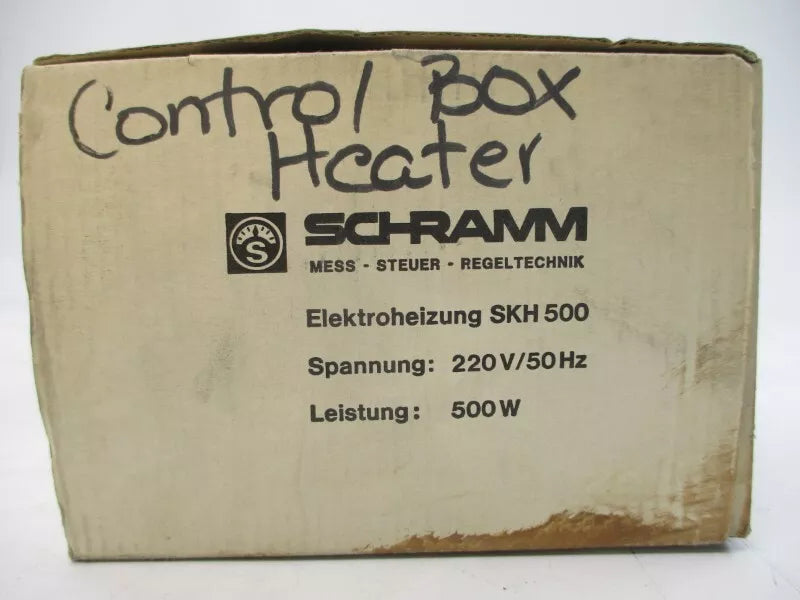 Control Box
Heater
S
SCHRAMM
MESS - STEUER - REGELTECHNIK
Elektroheizung SKH 500
Spannung: 220 V/50 Hz
Leistung: 500 W